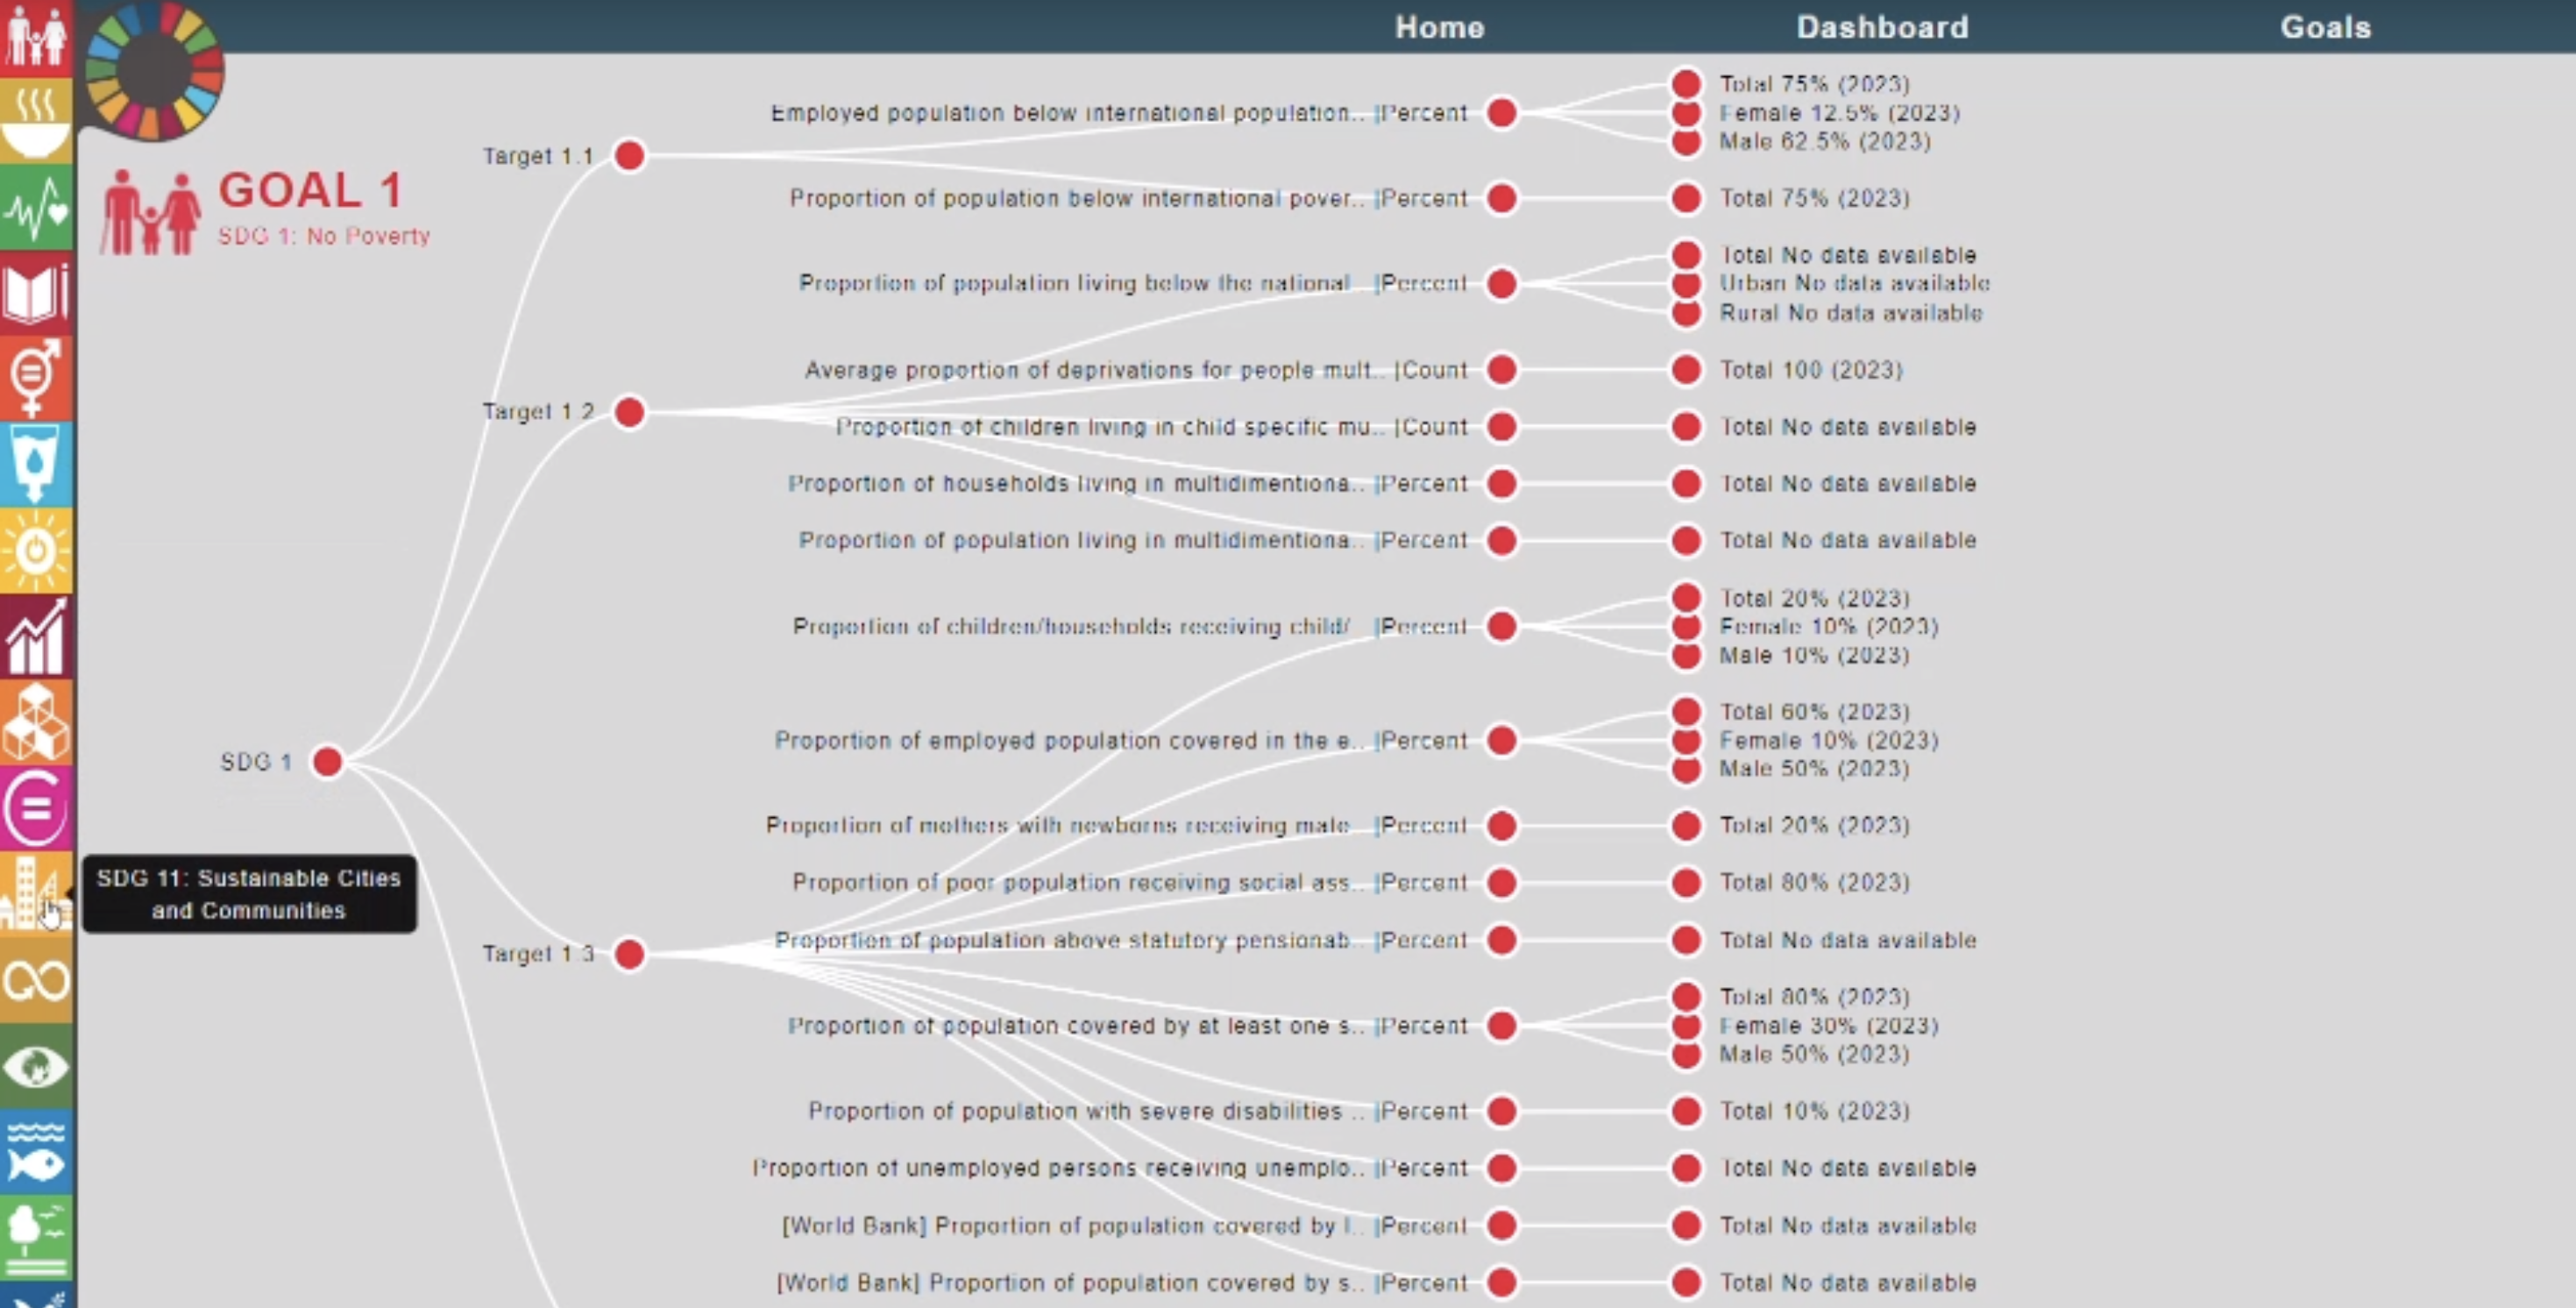 Home
Dashboard
Goals
GOAL 1
SDG 1: No Poverty
SDG 1
SDG 11: Sustainable Cities
and Communities
Target 1.1
Employed population below international population.. |Percent
Total 75% (2023)
Female 12.5% (2023)
Male 62.5% (2023)
Proportion of population below international pover.. |Percent
Total 75% (2023)
Target 1.2
Proportion of population living below the national.. |Percent
Total No data available
Urban No data available
Rural No data available
Average proportion of deprivations for people mult.. |Count
Total 100 (2023)
Proportion of children living in child specific mu.. |Count
Total No data available
Proportion of households living in multidimentiona.. |Percent
Total No data available
Proportion of population living in multidimentiona.. |Percent
Total No data available
Target 1.3
Proportion of children/households receiving child/.. |Percent
Total 20% (2023)
Female 10% (2023)
Male 10% (2023)
Proportion of employed population covered in the e.. |Percent
Total 60% (2023)
Female 10% (2023)
Male 50% (2023)
Proportion of mothers with newborns receiving mate.. |Percent
Total 20% (2023)
Proportion of poor population receiving social ass.. |Percent
Total 80% (2023)
Proportion of population above statutory pensionab.. |Percent
Total No data available
Proportion of population covered by at least one s.. |Percent
Total 80% (2023)
Female 30% (2023)
Male 50% (2023)
Proportion of population with severe disabilities .. |Percent
Total 10% (2023)
Proportion of unemployed persons receiving unemplo.. |Percent
Total No data available
[World Bank] Proportion of population covered by l.. |Percent
Total No data available
[World Bank] Proportion of population covered by s.. |Percent
Total No data available